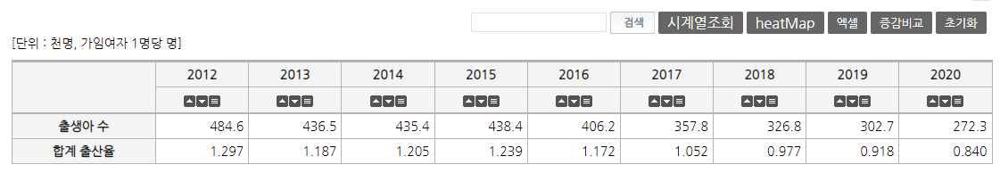 검색 시계열조회 heatMap 엑셀 증감비교 초기화
[단위 : 천명, 가임여자 1명당 명]
2012 2013 2014 2015 2016 2017 2018 2019 2020
출생아 수 484.6 436.5 435.4 438.4 406.2 357.8 326.8 302.7 272.3
합계 출산율 1.297 1.187 1.205 1.239 1.172 1.052 0.977 0.918 0.840